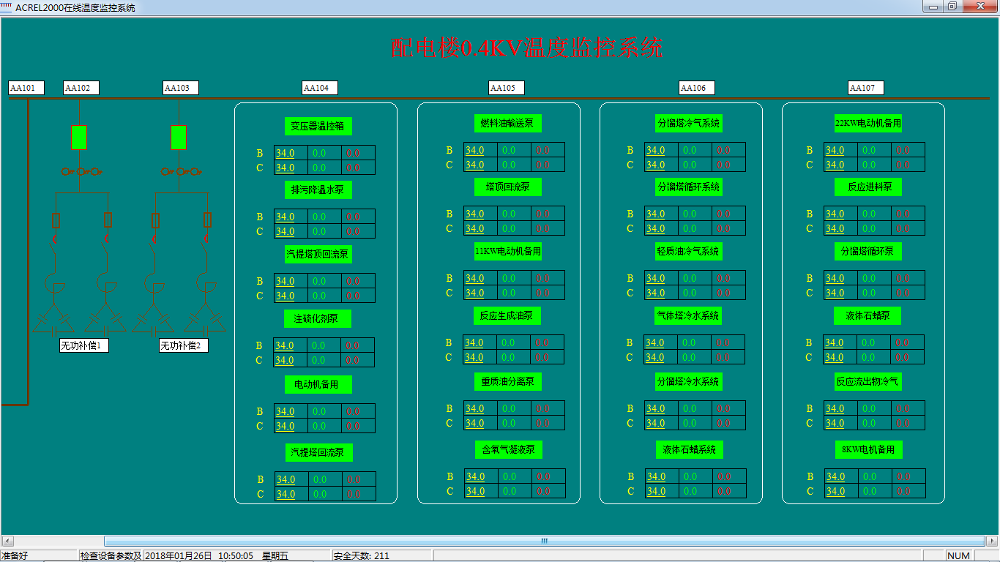 ACREL2000在线温度监控系统
配电楼0.4KV温度监控系统
AA101 AA102 AA103 AA104 AA105 AA106 AA107
变压器温控箱 燃料油输送泵 分馏塔冷气系统 22KW电动机备用
B 34.0 0.0 0.0 B 34.0 0.0 0.0 B 34.0 0.0 0.0 B 34.0 0.0 0.0
C 34.0 0.0 0.0 C 34.0 0.0 0.0 C 34.0 0.0 0.0 C 34.0 0.0 0.0
排污降温水泵 塔顶回流泵 分馏塔循环系统 反应进料泵
B 34.0 0.0 0.0 B 34.0 0.0 0.0 B 34.0 0.0 0.0 B 34.0 0.0 0.0
C 34.0 0.0 0.0 C 34.0 0.0 0.0 C 34.0 0.0 0.0 C 34.0 0.0 0.0
汽提塔顶回流泵 11KW电动机备用 轻质油冷气系统 分馏塔循环泵
B 34.0 0.0 0.0 B 34.0 0.0 0.0 B 34.0 0.0 0.0 B 34.0 0.0 0.0
C 34.0 0.0 0.0 C 34.0 0.0 0.0 C 34.0 0.0 0.0 C 34.0 0.0 0.0
注硫化剂泵 反应生成油泵 气体塔冷水系统 液体石蜡泵
B 34.0 0.0 0.0 B 34.0 0.0 0.0 B 34.0 0.0 0.0 B 34.0 0.0 0.0
C 34.0 0.0 0.0 C 34.0 0.0 0.0 C 34.0 0.0 0.0 C 34.0 0.0 0.0
无功补偿1 无功补偿2
电动机备用 重质油分离泵 分馏塔冷水系统 反应流出物冷气
B 34.0 0.0 0.0 B 34.0 0.0 0.0 B 34.0 0.0 0.0 B 34.0 0.0 0.0
C 34.0 0.0 0.0 C 34.0 0.0 0.0 C 34.0 0.0 0.0 C 34.0 0.0 0.0
汽提塔回流泵 含氧气凝液泵 液体石蜡系统 8KW电机备用
B 34.0 0.0 0.0 B 34.0 0.0 0.0 B 34.0 0.0 0.0 B 34.0 0.0 0.0
C 34.0 0.0 0.0 C 34.0 0.0 0.0 C 34.0 0.0 0.0 C 34.0 0.0 0.0
准备好 检查设备参数及 2018年01月26日 10:50:05 星期五 安全天数: 211 NUM